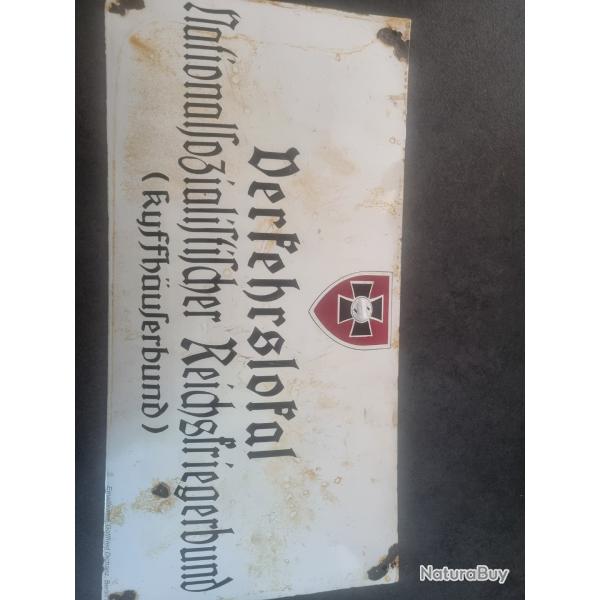 Verkehrslokal
Nationalsozialistischer Reichskriegerbund
(Kyffhäuserbund)
NaturaBuy